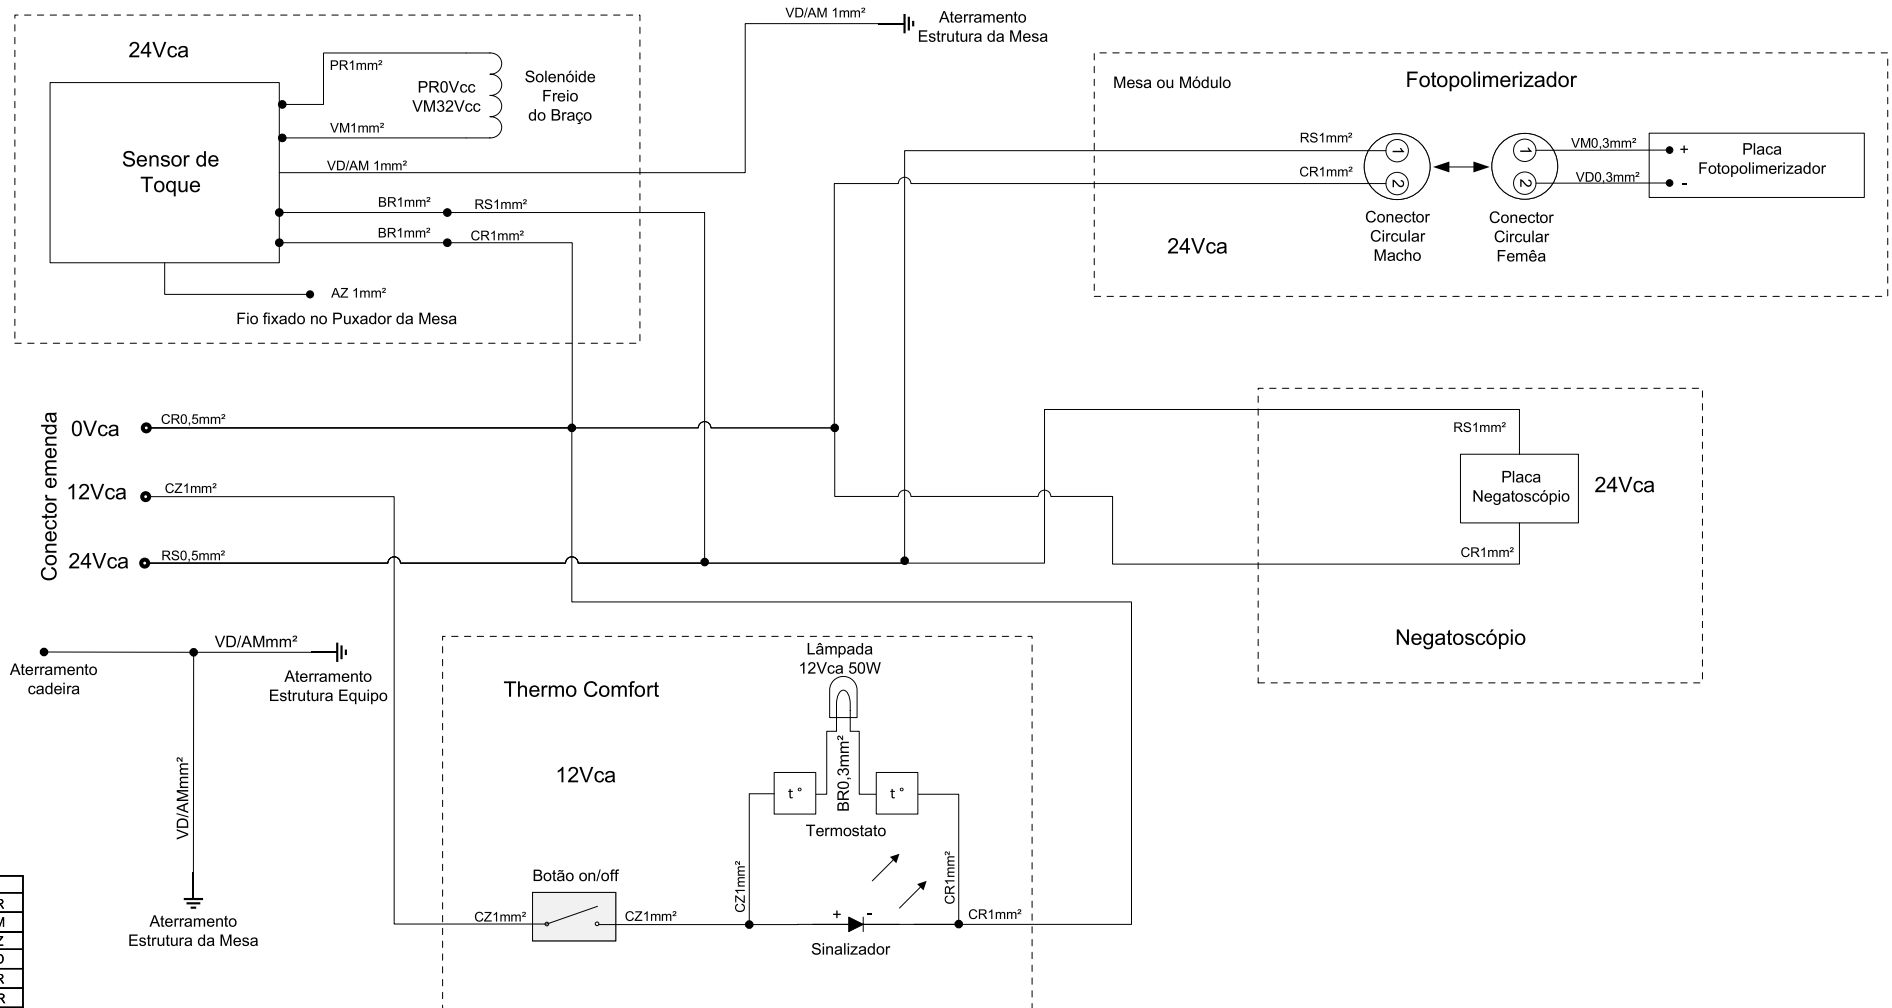 VD/AM 1mm²
Aterramento
Estrutura da Mesa
24Vca
PR1mm²
PR0Vcc
VM32Vcc
Solenóide
Freio
do Braço
VM1mm²
Sensor de
Toque
VD/AM 1mm²
BR1mm²
RS1mm²
BR1mm²
CR1mm²
AZ 1mm²
Fio fixado no Puxador da Mesa
Mesa ou Módulo
Fotopolimerizador
RS1mm²
CR1mm²
1
2
1
2
VM0,3mm²
VD0,3mm²
+
-
Placa
Fotopolimerizador
Conector
Circular
Macho
Conector
Circular
Femêa
24Vca
Conector emenda
0Vca
CR0,5mm²
12Vca
CZ1mm²
24Vca
RS0,5mm²
RS1mm²
Placa
Negatoscópio
24Vca
CR1mm²
Negatoscópio
VD/AMmm²
Aterramento
cadeira
Aterramento
Estrutura Equipo
VD/AMmm²
Aterramento
Estrutura da Mesa
Thermo Comfort
Lâmpada
12Vca 50W
12Vca
BR0,3mm²
t °
t °
Termostato
CZ1mm²
CR1mm²
Botão on/off
CZ1mm²
CZ1mm²
+
-
CR1mm²
Sinalizador